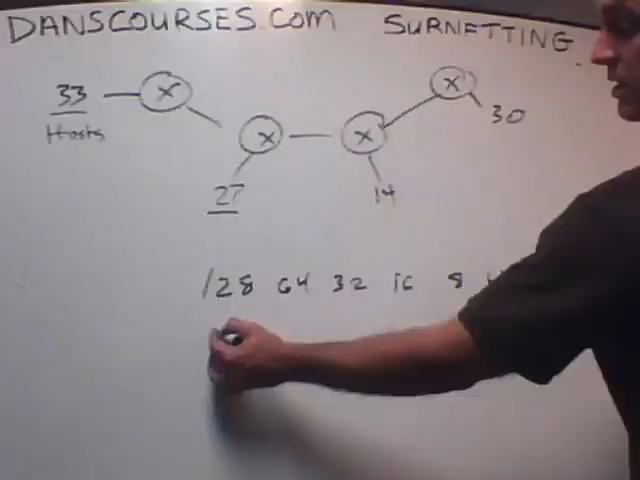 DANSCOURSES.COM SUBNETTING
33 X X X X 30
Hosts
27 14
128 64 32 16 8